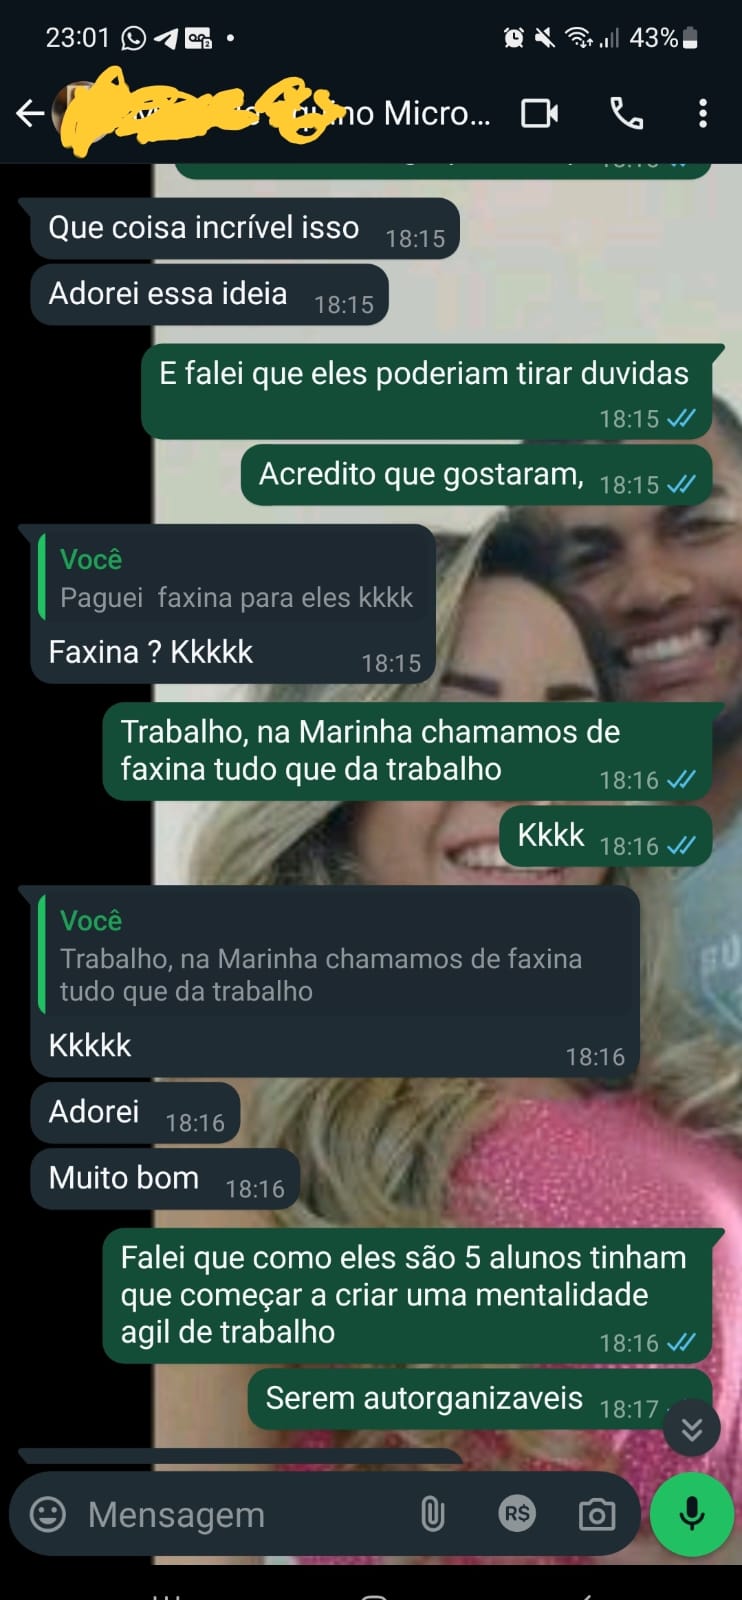 23:01
43%
no Micro...
Que coisa incrível isso 18:15
Adorei essa ideia 18:15
E falei que eles poderiam tirar duvidas
18:15
Acredito que gostaram, 18:15
Você
Paguei faxina para eles kkkk
Faxina ? Kkkkk 18:15
Trabalho, na Marinha chamamos de
faxina tudo que da trabalho 18:16
Kkkk 18:16
Você
Trabalho, na Marinha chamamos de faxina
tudo que da trabalho
Kkkkk 18:16
Adorei 18:16
Muito bom 18:16
Falei que como eles são 5 alunos tinham
que começar a criar uma mentalidade
agil de trabalho 18:16
Serem autorganizaveis 18:17
Mensagem
R$